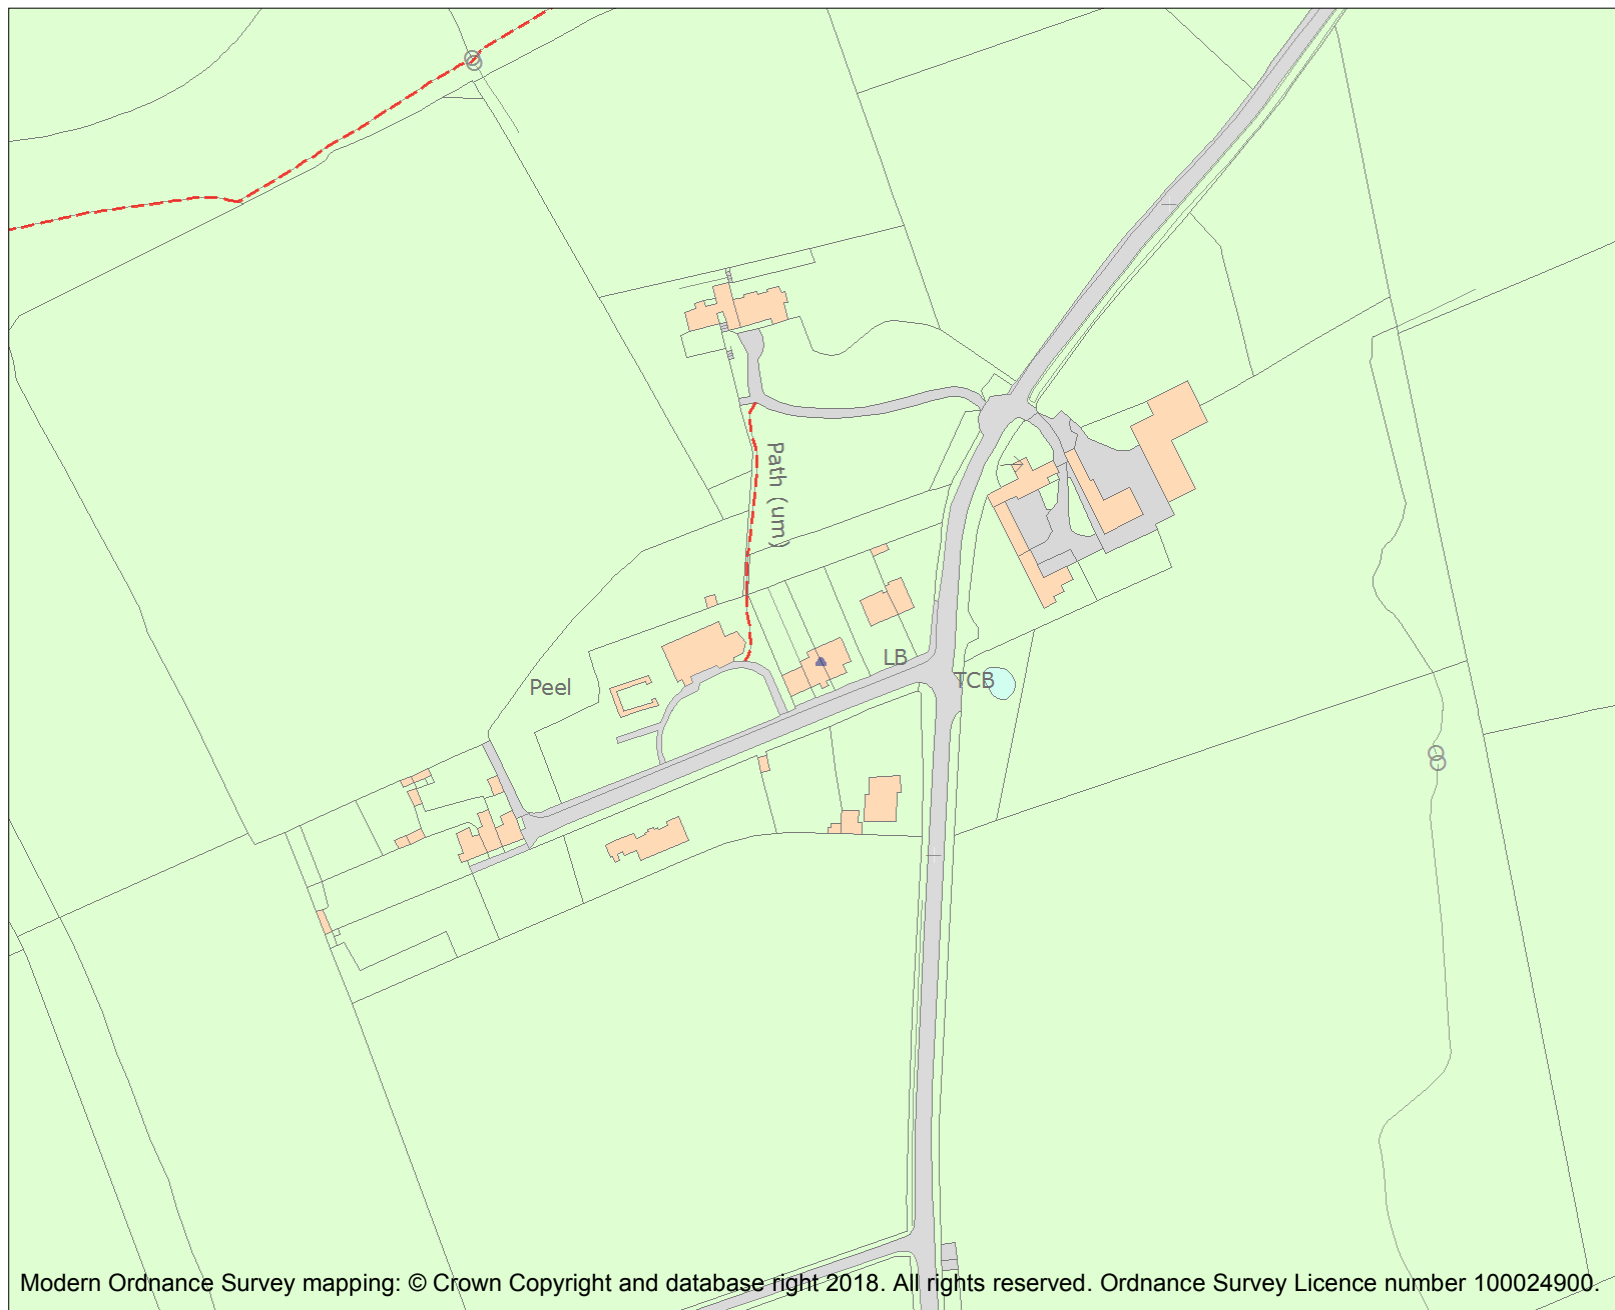 Path (um)
LB
TCB
Peel
Modern Ordnance Survey mapping: © Crown Copyright and database right 2018. All rights reserved. Ordnance Survey Licence number 100024900.